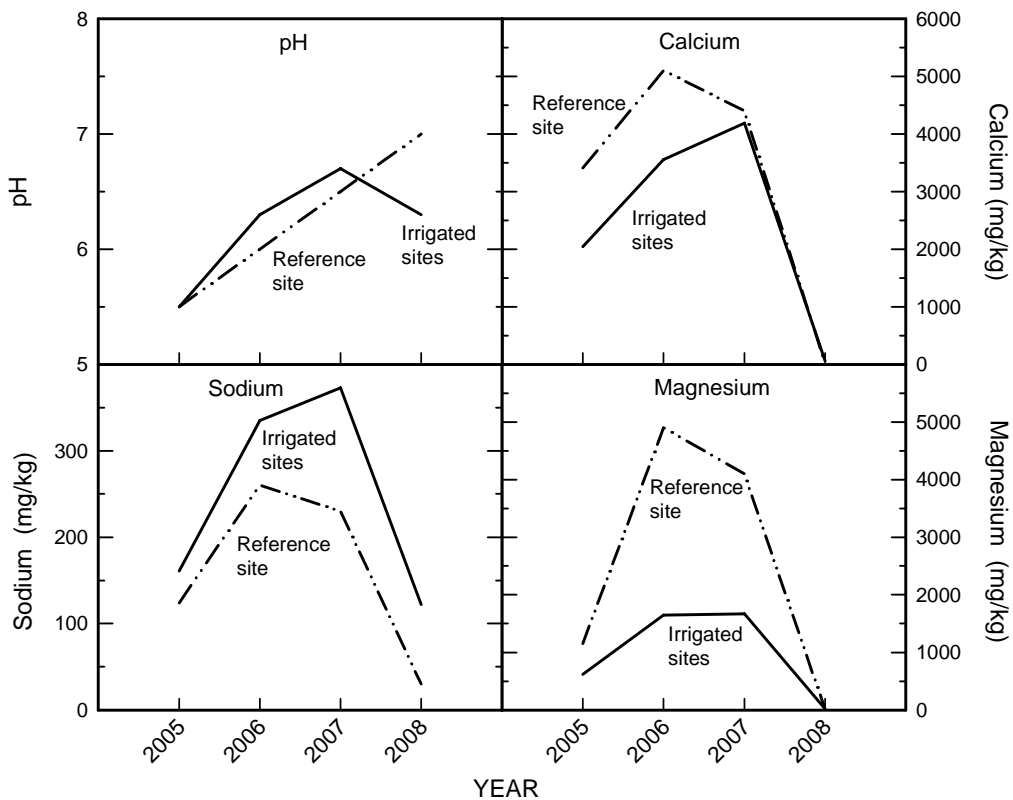 pH
8
7
6
5
pH
Reference
site
Irrigated
sites
Calcium
Reference
site
Irrigated
sites
6000
5000
4000
3000
2000
1000
0
Calcium (mg/kg)
Sodium
Sodium (mg/kg)
300
200
100
0
Irrigated
sites
Reference
site
Magnesium
Reference
site
Irrigated
sites
5000
4000
3000
2000
1000
0
Magnesium (mg/kg)
2005
2006
2007
2008
2005
2006
2007
2008
YEAR